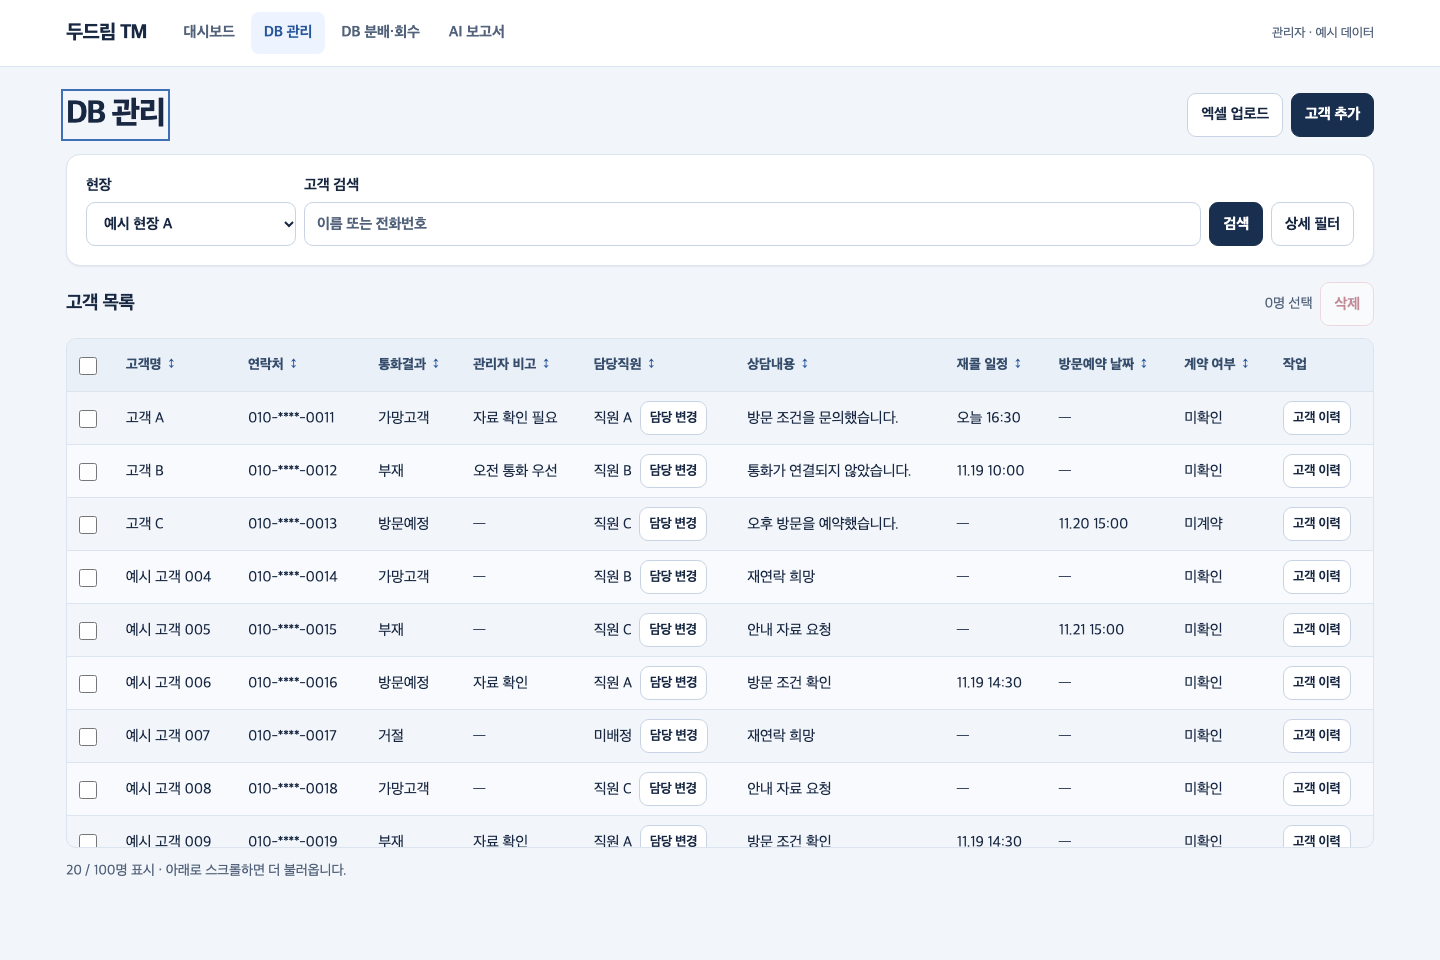 두드림 TM 대시보드 DB 관리 DB 분배·회수 AI 보고서 관리자 · 예시 데이터
DB 관리 엑셀 업로드 고객 추가
현장 고객 검색
예시 현장 A 이름 또는 전화번호 검색 상세 필터
고객 목록 0명 선택 삭제
고객명 ↕ 연락처 ↕ 통화결과 ↕ 관리자 비고 ↕ 담당직원 ↕ 상담내용 ↕ 재콜 일정 ↕ 방문예약 날짜 ↕ 계약 여부 ↕ 작업
고객 A 010-****-0011 가망고객 자료 확인 필요 직원 A 담당 변경 방문 조건을 문의했습니다. 오늘 16:30 — 미확인 고객 이력
고객 B 010-****-0012 부재 오전 통화 우선 직원 B 담당 변경 통화가 연결되지 않았습니다. 11.19 10:00 — 미확인 고객 이력
고객 C 010-****-0013 방문예정 — 직원 C 담당 변경 오후 방문을 예약했습니다. — 11.20 15:00 미계약 고객 이력
예시 고객 004 010-****-0014 가망고객 — 직원 B 담당 변경 재연락 희망 — — 미확인 고객 이력
예시 고객 005 010-****-0015 부재 — 직원 C 담당 변경 안내 자료 요청 — 11.21 15:00 미확인 고객 이력
예시 고객 006 010-****-0016 방문예정 자료 확인 직원 A 담당 변경 방문 조건 확인 11.19 14:30 — 미확인 고객 이력
예시 고객 007 010-****-0017 거절 — 미배정 담당 변경 재연락 희망 — — 미확인 고객 이력
예시 고객 008 010-****-0018 가망고객 — 직원 C 담당 변경 안내 자료 요청 — — 미확인 고객 이력
예시 고객 009 010-****-0019 부재 자료 확인 직원 A 담당 변경 방문 조건 확인 11.19 14:30 — 미확인 고객 이력
20 / 100명 표시 · 아래로 스크롤하면 더 불러옵니다.